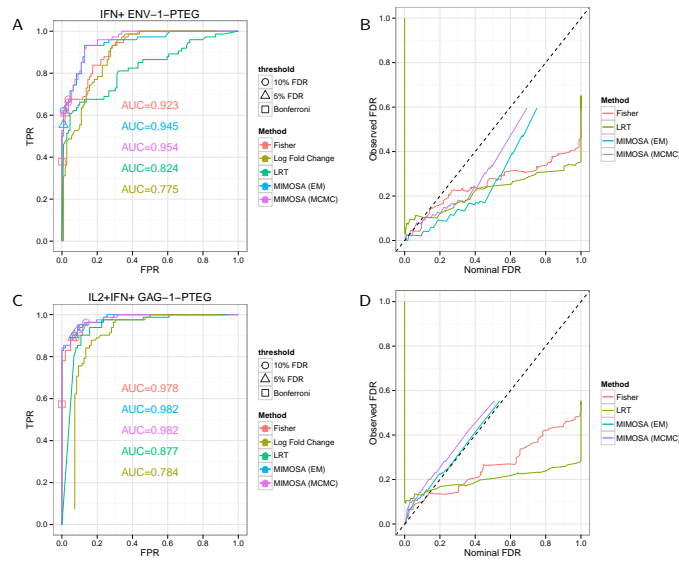 A
IFN+ ENV−1−PTEG
TPR
1.0
0.8
0.6
0.4
0.2
0.0
AUC=0.923
AUC=0.945
AUC=0.954
AUC=0.824
AUC=0.775
0.0 0.2 0.4 0.6 0.8 1.0
FPR
threshold
10% FDR
5% FDR
Bonferroni
Method
Fisher
Log Fold Change
LRT
MIMOSA (EM)
MIMOSA (MCMC)
B
Observed FDR
1.0
0.8
0.6
0.4
0.2
0.0
0.0 0.2 0.4 0.6 0.8 1.0
Nominal FDR
Method
Fisher
LRT
MIMOSA (EM)
MIMOSA (MCMC)
C
IL2+IFN+ GAG−1−PTEG
TPR
1.0
0.8
0.6
0.4
0.2
0.0
AUC=0.978
AUC=0.982
AUC=0.982
AUC=0.877
AUC=0.784
0.0 0.2 0.4 0.6 0.8 1.0
FPR
threshold
10% FDR
5% FDR
Bonferroni
Method
Fisher
Log Fold Change
LRT
MIMOSA (EM)
MIMOSA (MCMC)
D
Observed FDR
1.0
0.8
0.6
0.4
0.2
0.0
0.0 0.2 0.4 0.6 0.8 1.0
Nominal FDR
Method
Fisher
LRT
MIMOSA (EM)
MIMOSA (MCMC)